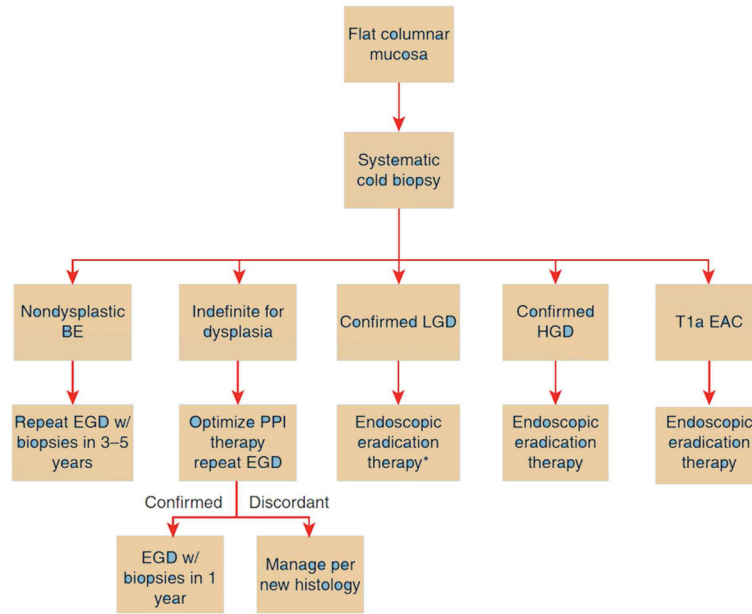 Flat columnar
mucosa
Systematic
cold biopsy
Nondysplastic
BE
Indefinite for
dysplasia
Confirmed LGD
Confirmed
HGD
T1a EAC
Repeat EGD w/
biopsies in 3–5
years
Optimize PPI
therapy
repeat EGD
Endoscopic
eradication
therapy*
Endoscopic
eradication
therapy
Endoscopic
eradication
therapy
Confirmed
Discordant
EGD w/
biopsies in 1
year
Manage per
new histology